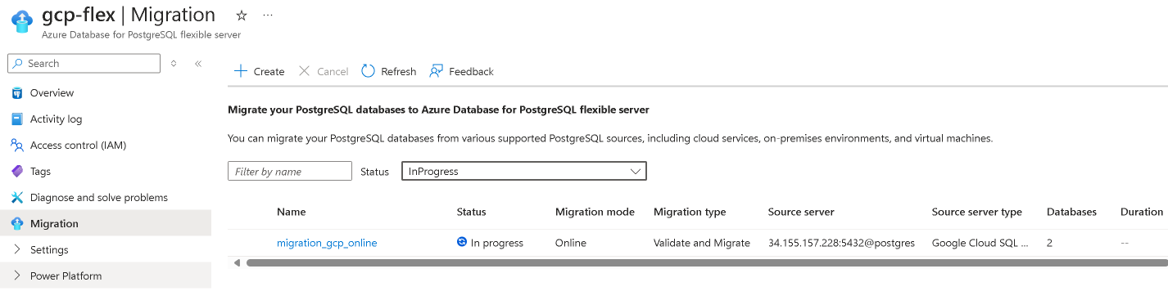 gcp-flex | Migration ☆ ···
Azure Database for PostgreSQL flexible server
Search
Overview
Activity log
Access control (IAM)
Tags
Diagnose and solve problems
Migration
Settings
Power Platform
Create Cancel Refresh Feedback
Migrate your PostgreSQL databases to Azure Database for PostgreSQL flexible server
You can migrate your PostgreSQL databases from various supported PostgreSQL sources, including cloud services, on-premises environments, and virtual machines.
Filter by name Status InProgress
Name Status Migration mode Migration type Source server Source server type Databases Duration
migration_gcp_online In progress Online Validate and Migrate 34.155.157.228:5432@postgres Google Cloud SQL ... 2 --